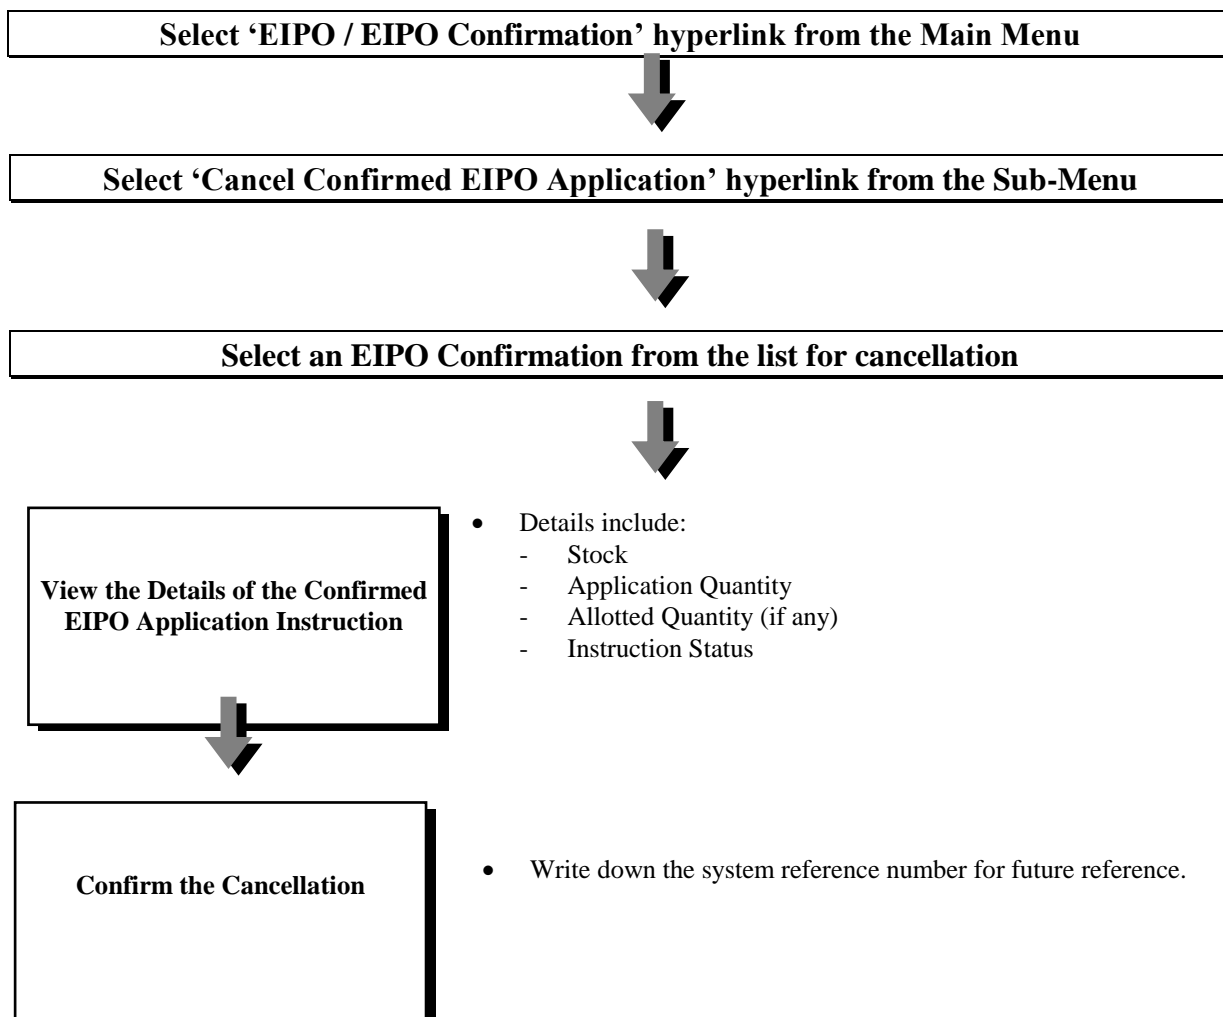 Select ‘EIPO / EIPO Confirmation’ hyperlink from the Main Menu
Select ‘Cancel Confirmed EIPO Application’ hyperlink from the Sub-Menu
Select an EIPO Confirmation from the list for cancellation
View the Details of the Confirmed
EIPO Application Instruction
• Details include:
- Stock
- Application Quantity
- Allotted Quantity (if any)
- Instruction Status
Confirm the Cancellation
• Write down the system reference number for future reference.